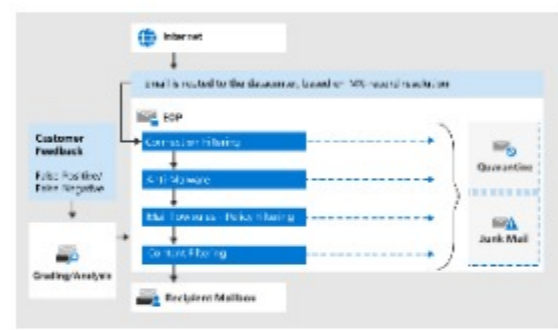 Internet
email is routed to the datacenter, based on MX-record resolution
EOP
Customer
Feedback
False Positive/
False Negative
Connection Filtering
Anti-Malware
Mail Flow Rules - Policy Filtering
Content Filtering
Quarantine
Junk Mail
Grading/Analysis
Recipient Mailbox